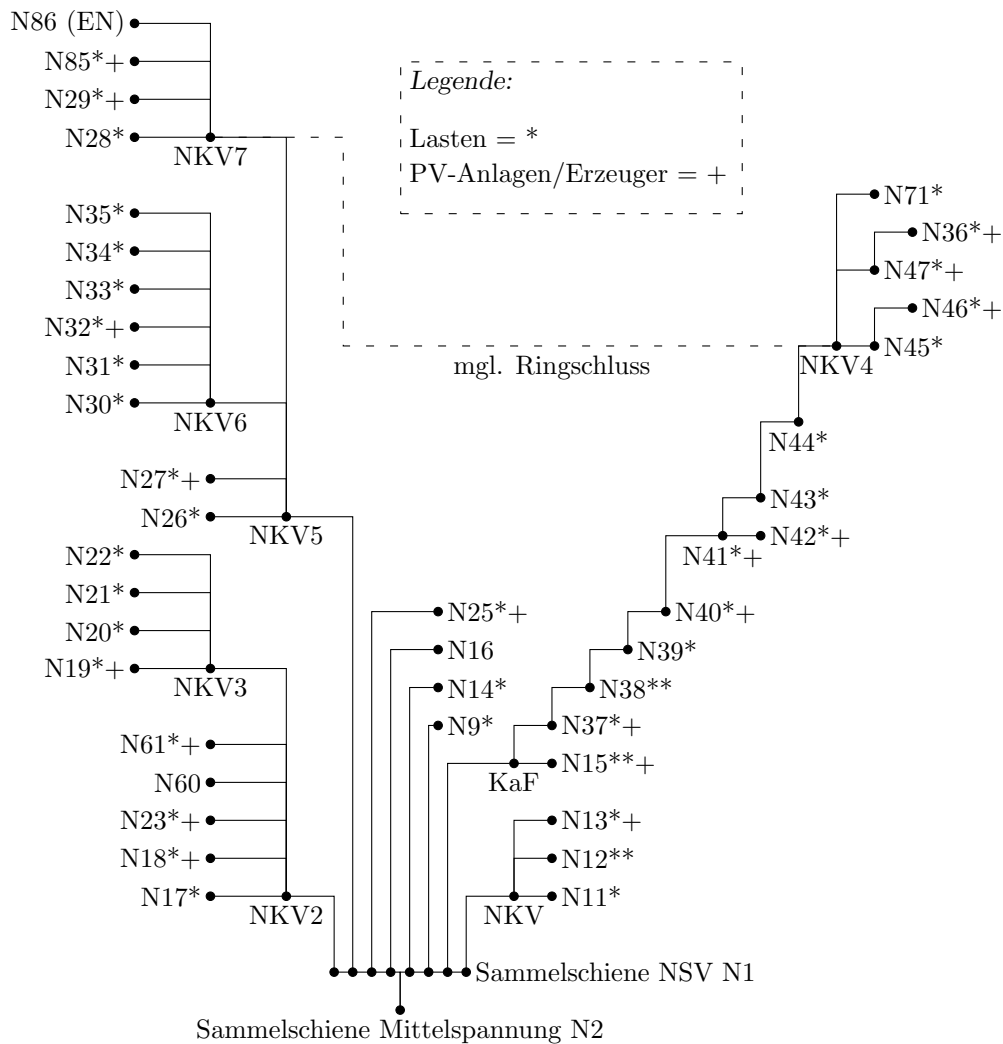 N86 (EN)
N85*+
N29*+
N28*
NKV7
Legende:
Lasten = *
PV-Anlagen/Erzeuger = +
N71*
N36*+
N47*+
N46*+
N45*
NKV4
mgl. Ringschluss
N35*
N34*
N33*
N32*+
N31*
N30*
NKV6
N44*
N27*+
N26*
NKV5
N43*
N42*+
N41*+
N22*
N21*
N20*
N19*+
NKV3
N25*+
N16
N14*
N9*
N40*+
N39*
N38**
N37*+
N15**+
KaF
N61*+
N60
N23*+
N18*+
N17*
NKV2
N13*+
N12**
N11*
NKV
Sammelschiene NSV N1
Sammelschiene Mittelspannung N2